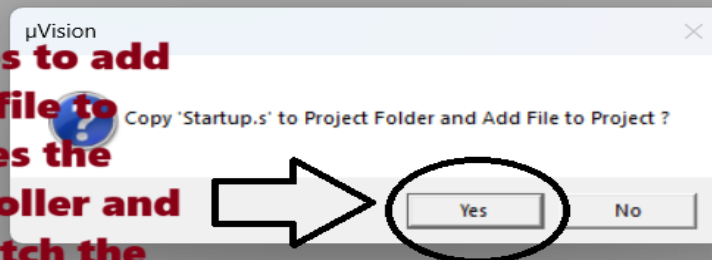 µVision
s to add
file to
Copy 'Startup.s' to Project Folder and Add File to Project ?
es the
oller and
Yes No
tch the